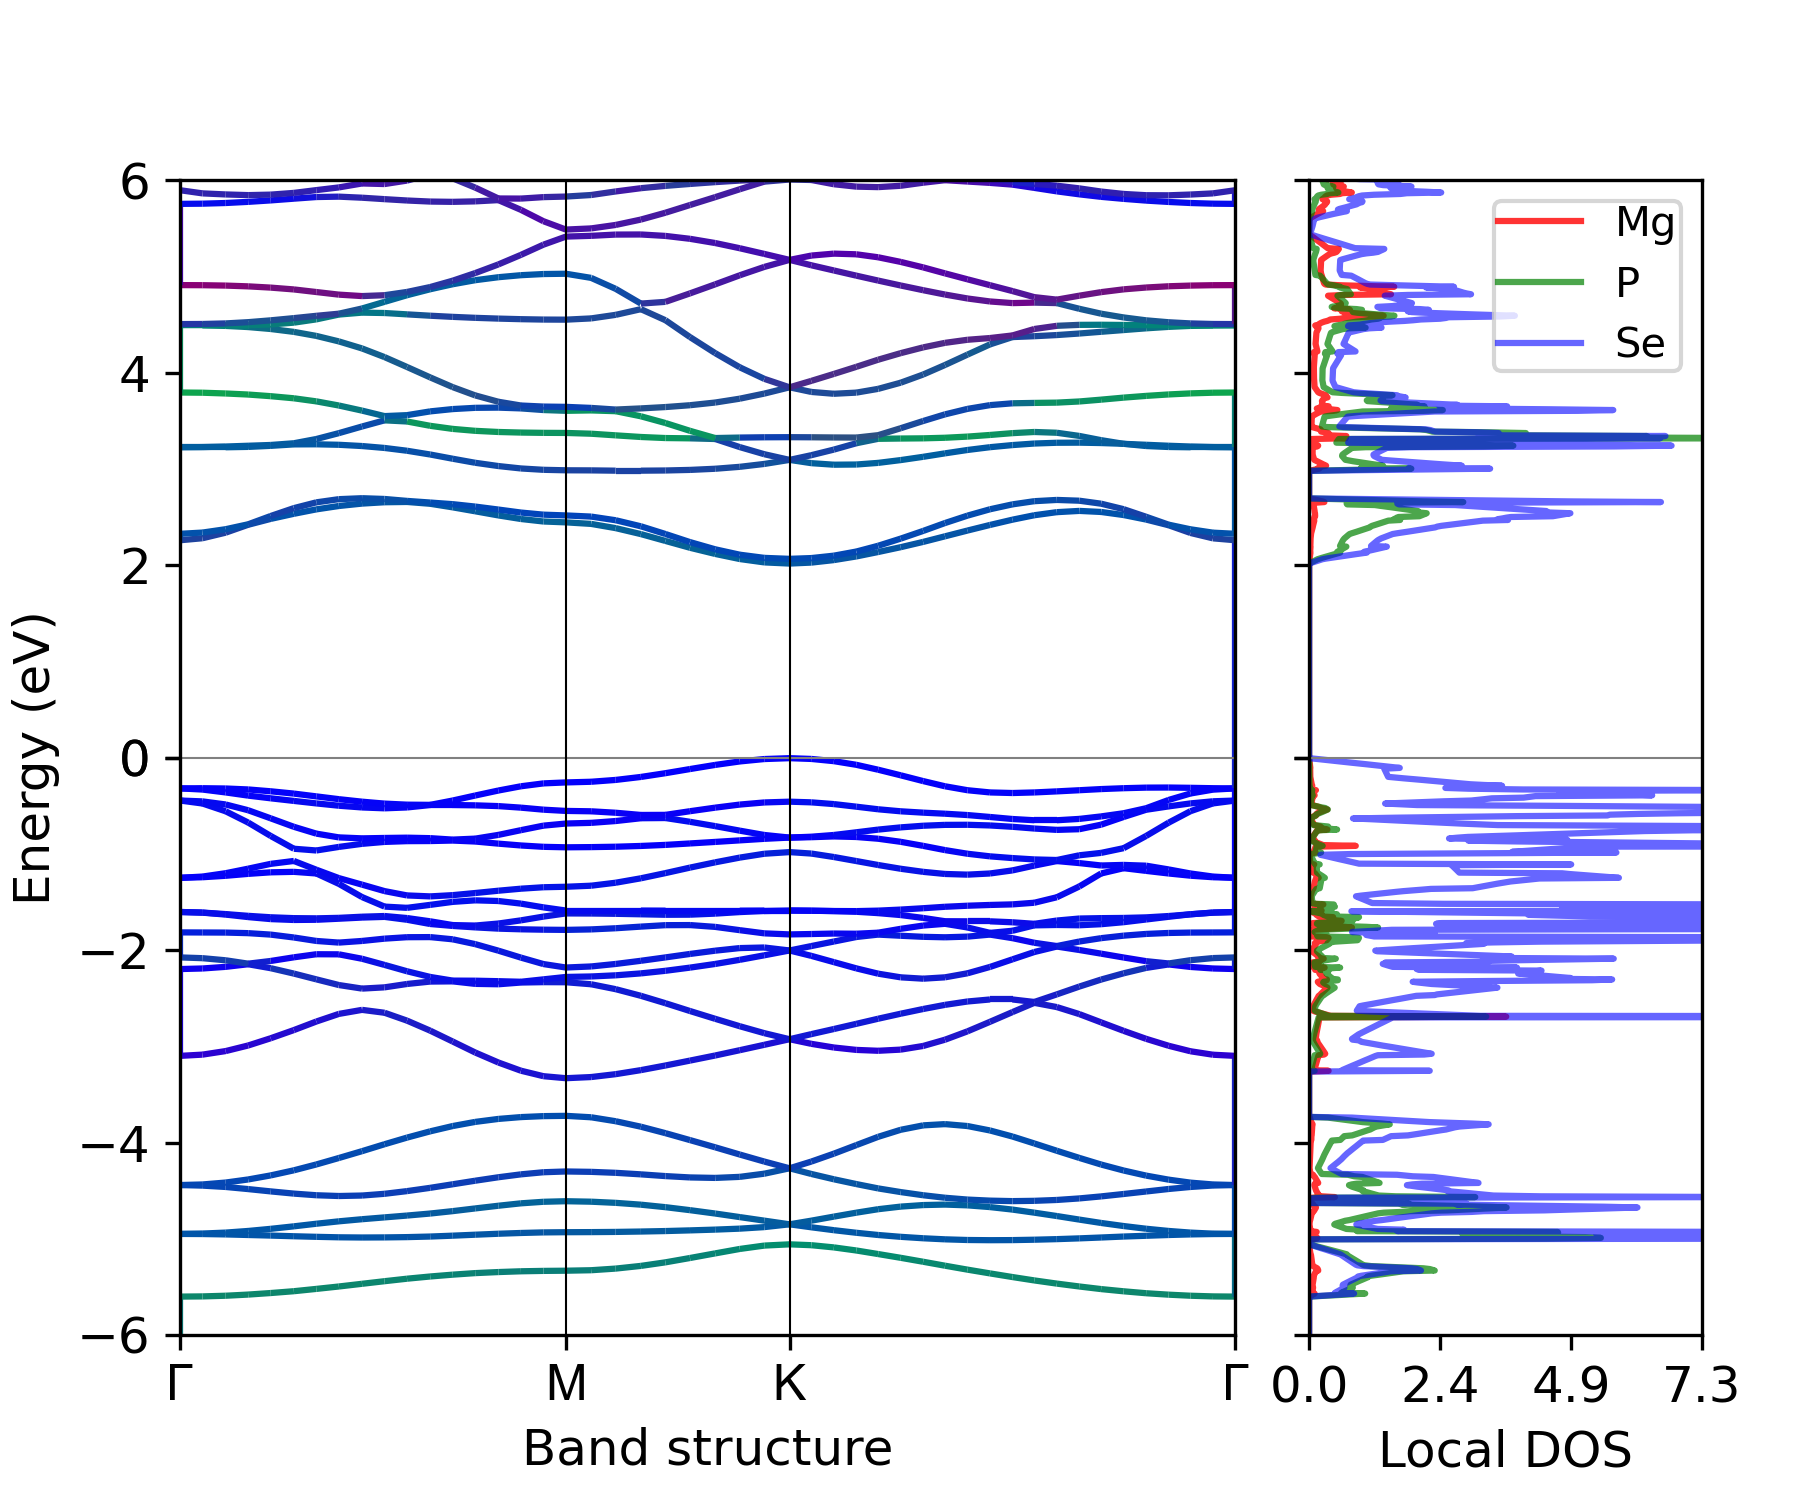 6
4
2
0
−2
−4
−6
Energy (eV)
Γ
M
K
Γ
Band structure
Mg
P
Se
0.0
2.4
4.9
7.3
Local DOS